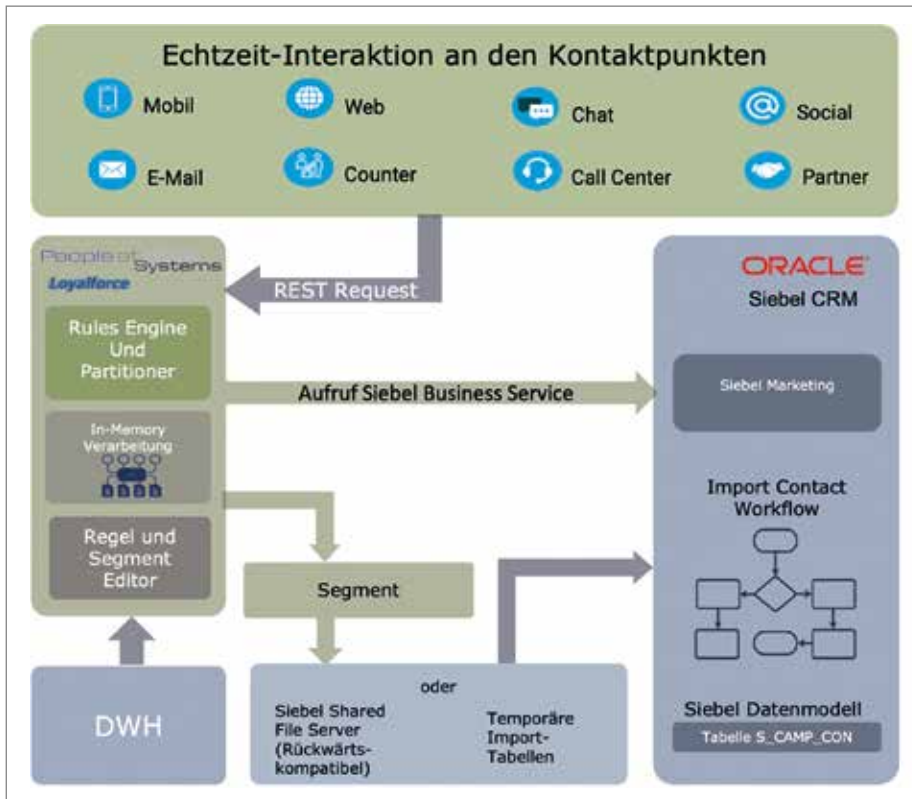 Echtzeit-Interaktion an den Kontaktpunkten
Mobil
Web
Chat
Social
E-Mail
Counter
Call Center
Partner
People at Systems
Loyalforce
REST Request
ORACLE®
Siebel CRM
Rules Engine
Und
Partitioner
Aufruf Siebel Business Service
Siebel Marketing
In-Memory
Verarbeitung
Import Contact
Workflow
Regel und
Segment
Editor
Segment
DWH
oder
Siebel Shared
File Server
(Rückwärts-
kompatibel)
Temporäre
Import-
Tabellen
Siebel Datenmodell
Tabelle S_CAMP_CON